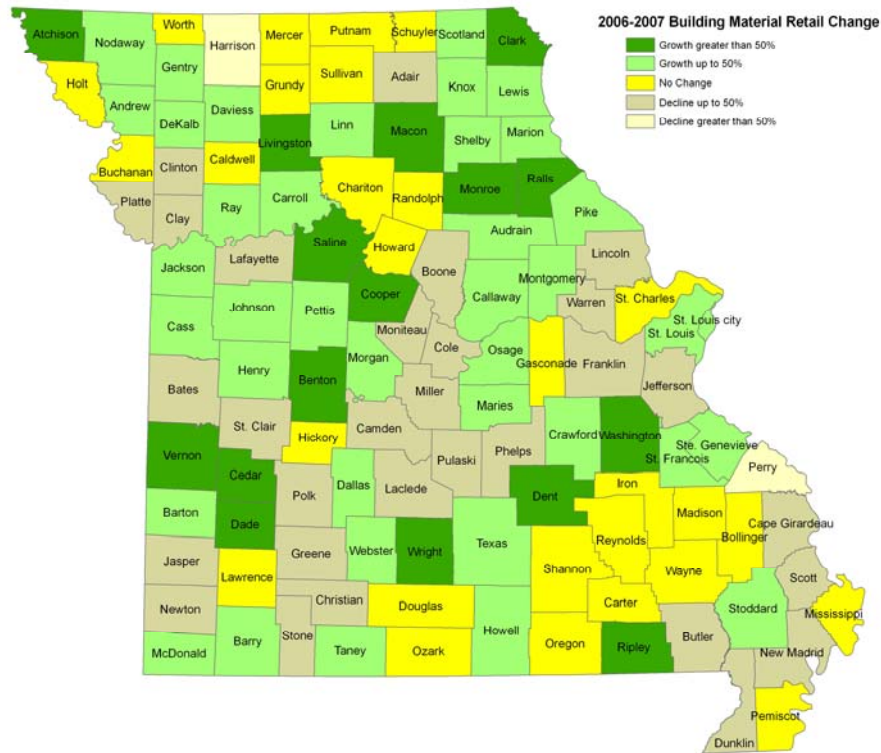 2006-2007 Building Material Retail Change
Growth greater than 50%
Growth up to 50%
No Change
Decline up to 50%
Decline greater than 50%
Atchison
Nodaway
Worth
Harrison
Mercer
Putnam
Schuyler
Scotland
Clark
Gentry
Holt
Sullivan
Adair
Grundy
Knox
Lewis
Andrew
DeKalb
Daviess
Linn
Macon
Shelby
Marion
Livingston
Buchanan
Clinton
Caldwell
Chariton
Randolph
Monroe
Ralls
Platte
Clay
Ray
Carroll
Pike
Audrain
Saline
Howard
Boone
Lincoln
Jackson
Lafayette
Montgomery
Callaway
Warren
St. Charles
Cooper
Johnson
Pettis
St. Louis city
St. Louis
Cass
Moniteau
Cole
Osage
Morgan
Gasconade
Franklin
Henry
Benton
Miller
Jefferson
Bates
Maries
St. Clair
Camden
Crawford
Washington
Hickory
Ste. Genevieve
St. Francois
Vernon
Pulaski
Phelps
Perry
Cedar
Polk
Dallas
Laclede
Dent
Iron
Barton
Dade
Madison
Cape Girardeau
Bollinger
Reynolds
Jasper
Greene
Webster
Wright
Texas
Shannon
Wayne
Lawrence
Scott
Newton
Christian
Douglas
Carter
Stoddard
Mississippi
Stone
Howell
Oregon
Ripley
Butler
McDonald
Barry
Taney
Ozark
New Madrid
Pemiscot
Dunklin